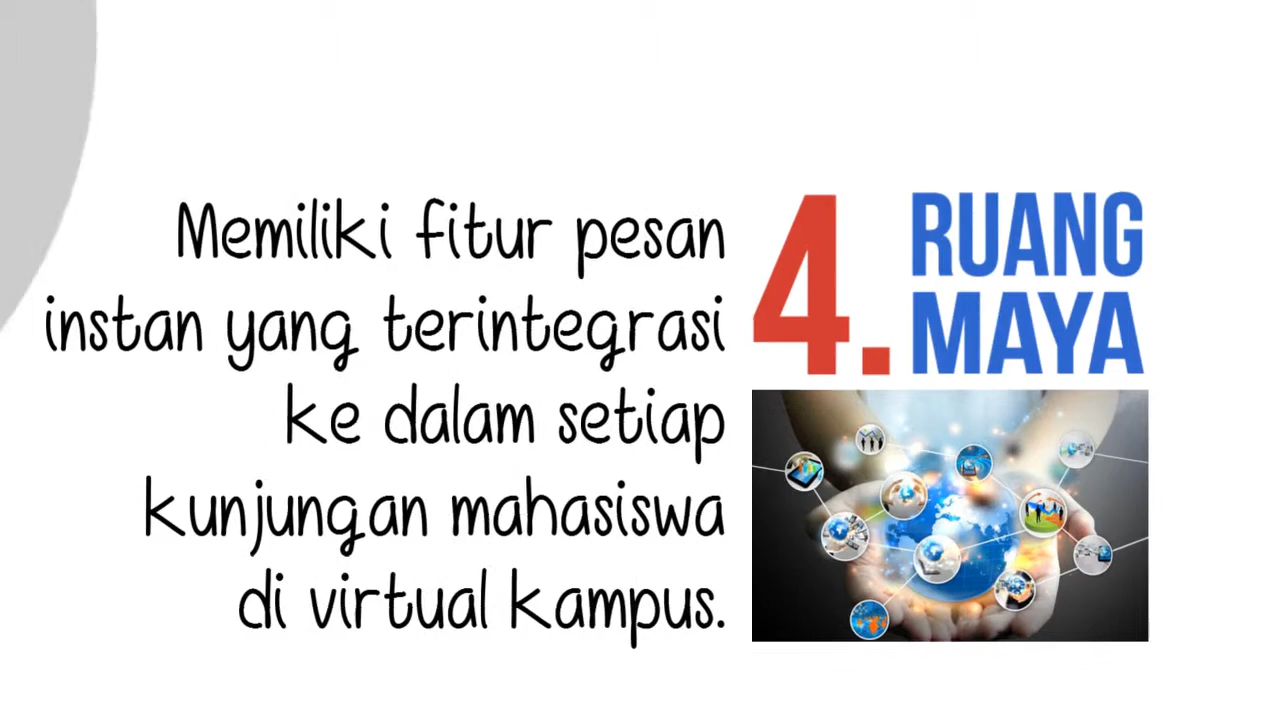 Memiliki fitur pesan
instan yang terintegrasi
ke dalam setiap
kunjungan mahasiswa
di virtual kampus.
4. RUANG
MAYA